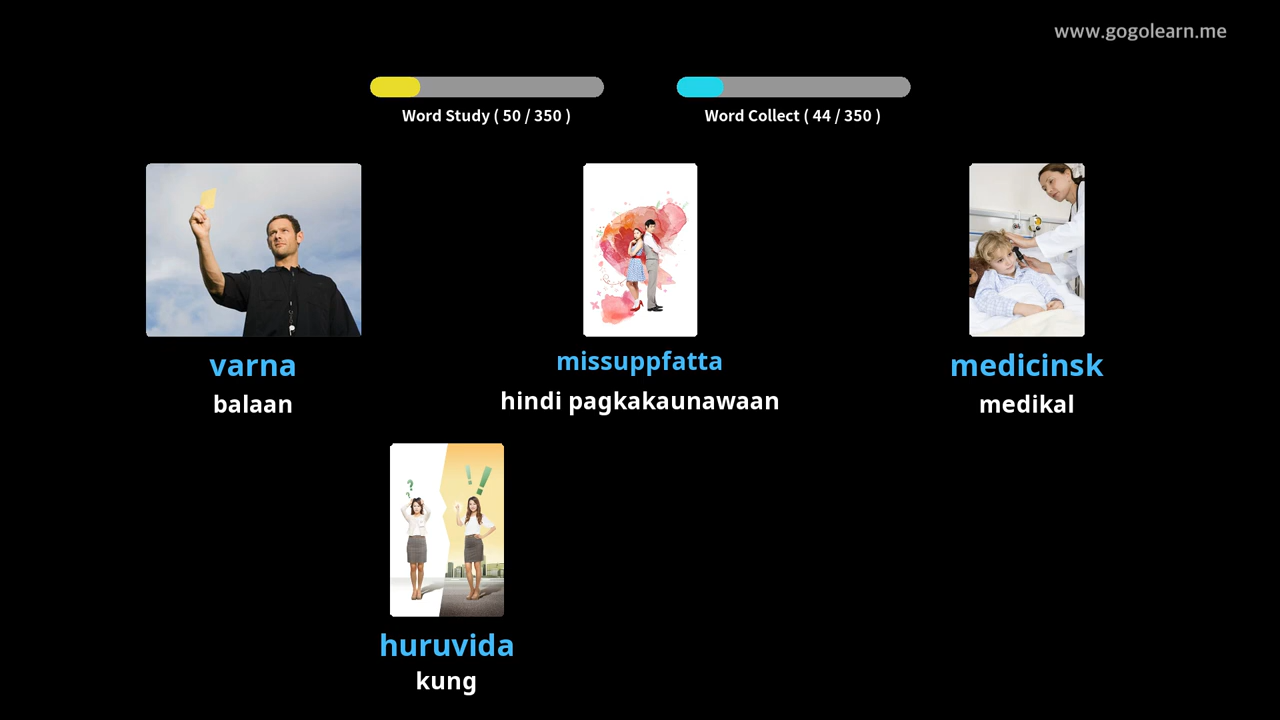 www.gogolearn.me
Word Study ( 50 / 350 )
Word Collect ( 44 / 350 )
varna
balaan
missuppfatta
hindi pagkakaunawaan
medicinsk
medikal
huruvida
kung